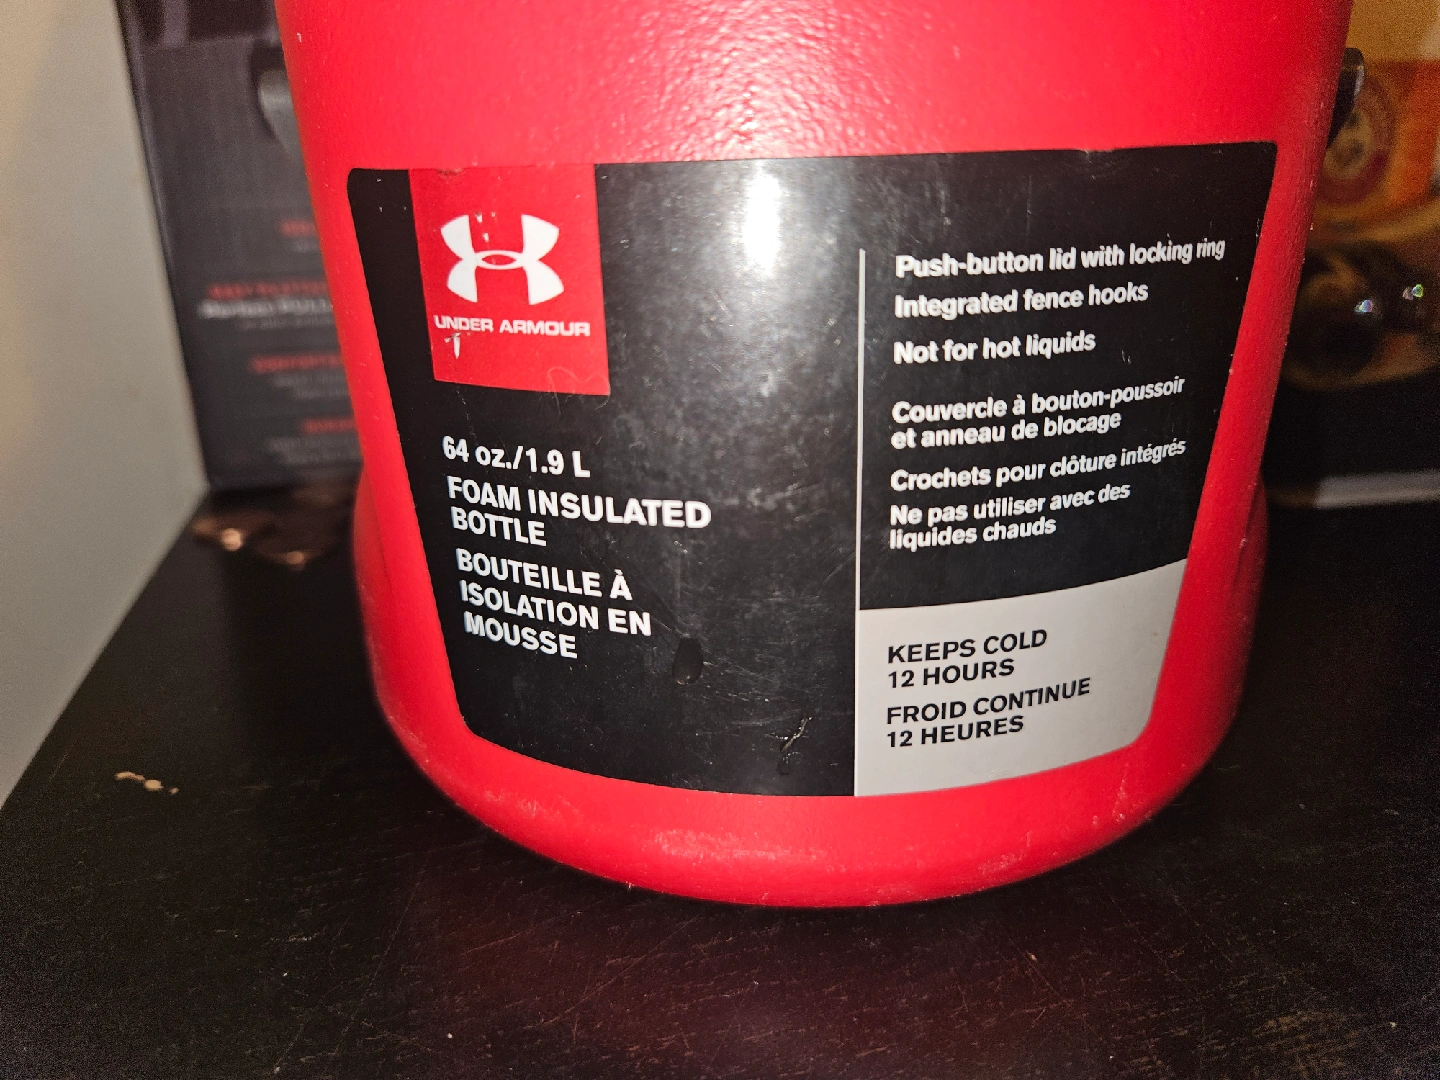 UNDER ARMOUR
64 oz./1.9 L
FOAM INSULATED
BOTTLE
BOUTEILLE À
ISOLATION EN
MOUSSE
Push-button lid with locking ring
Integrated fence hooks
Not for hot liquids
Couvercle à bouton-poussoir
et anneau de blocage
Crochets pour clôture intégrés
Ne pas utiliser avec des
liquides chauds
KEEPS COLD
12 HOURS
FROID CONTINUE
12 HEURES